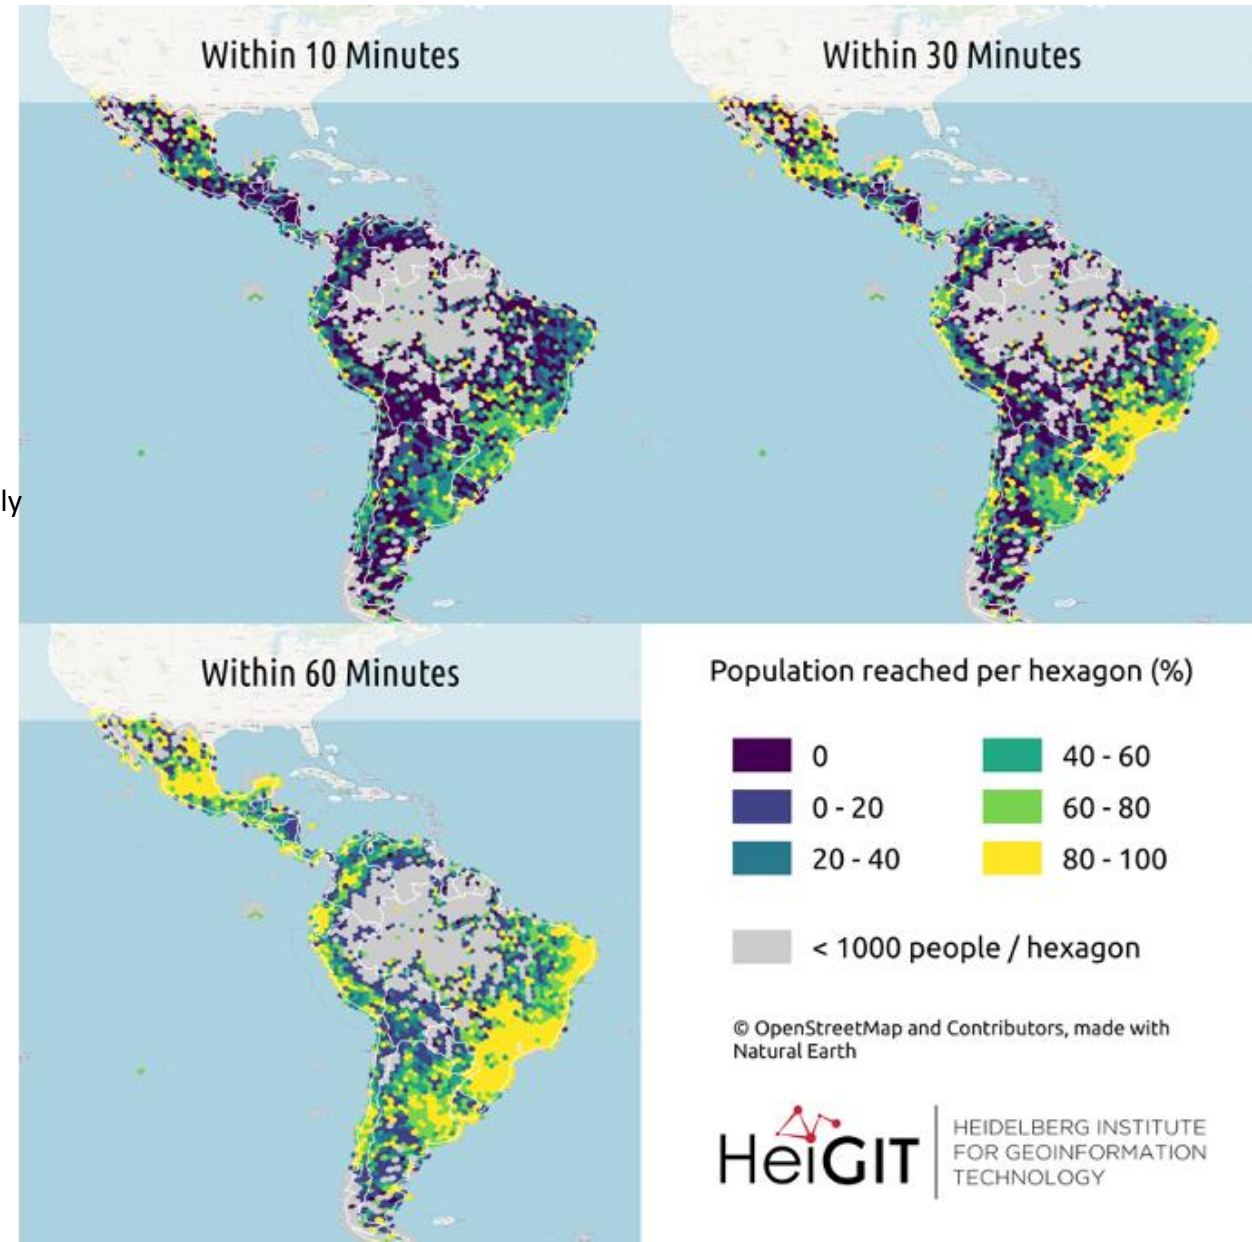 Within 10 Minutes
Within 30 Minutes
ly
Within 60 Minutes
Population reached per hexagon (%)
0
40 - 60
0 - 20
60 - 80
20 - 40
80 - 100
< 1000 people / hexagon
© OpenStreetMap and Contributors, made with
Natural Earth
HeiGIT
HEIDELBERG INSTITUTE
FOR GEOINFORMATION
TECHNOLOGY